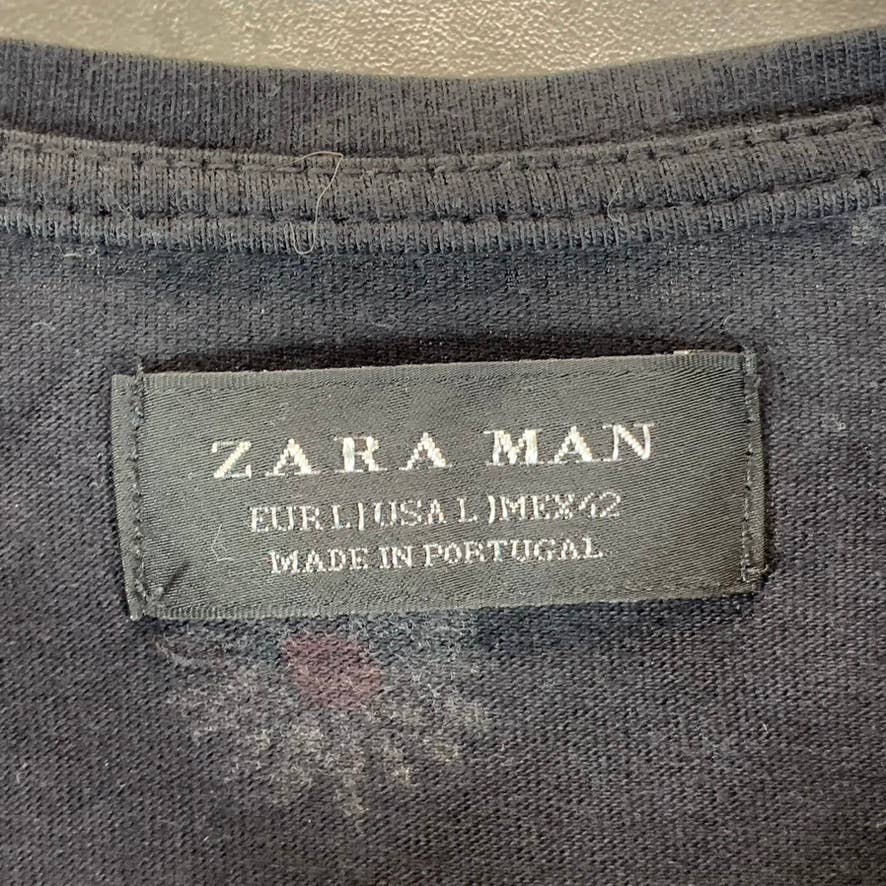 ZARA MAN
EUR L|USA L|MEX 42
MADE IN PORTUGAL